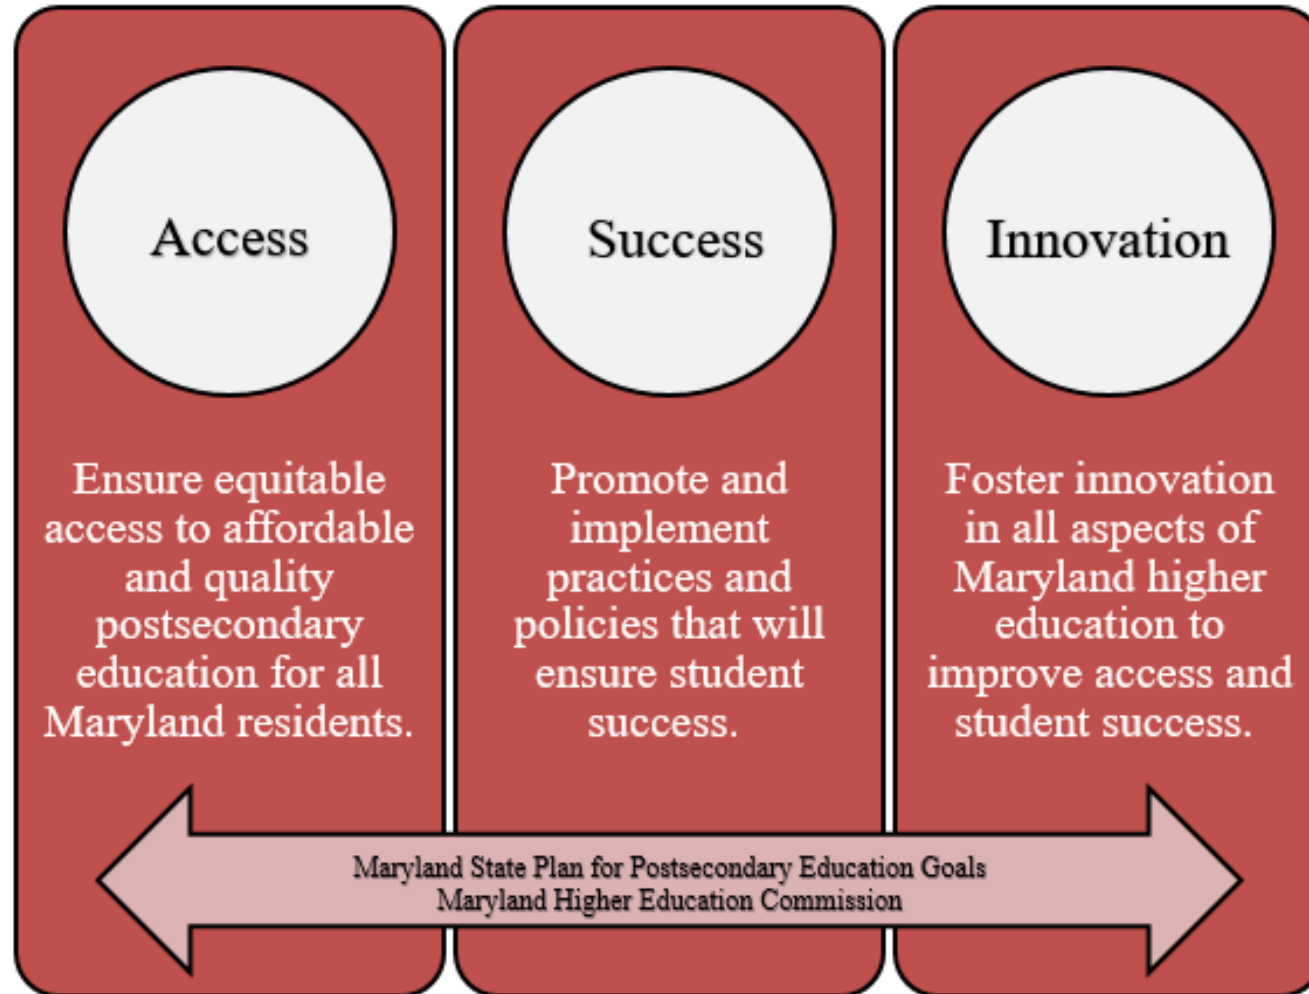 Access
Ensure equitable
access to affordable
and quality
postsecondary
education for all
Maryland residents.
Success
Promote and
implement
practices and
policies that will
ensure student
success.
Innovation
Foster innovation
in all aspects of
Maryland higher
education to
improve access and
student success.
Maryland State Plan for Postsecondary Education Goals
Maryland Higher Education Commission